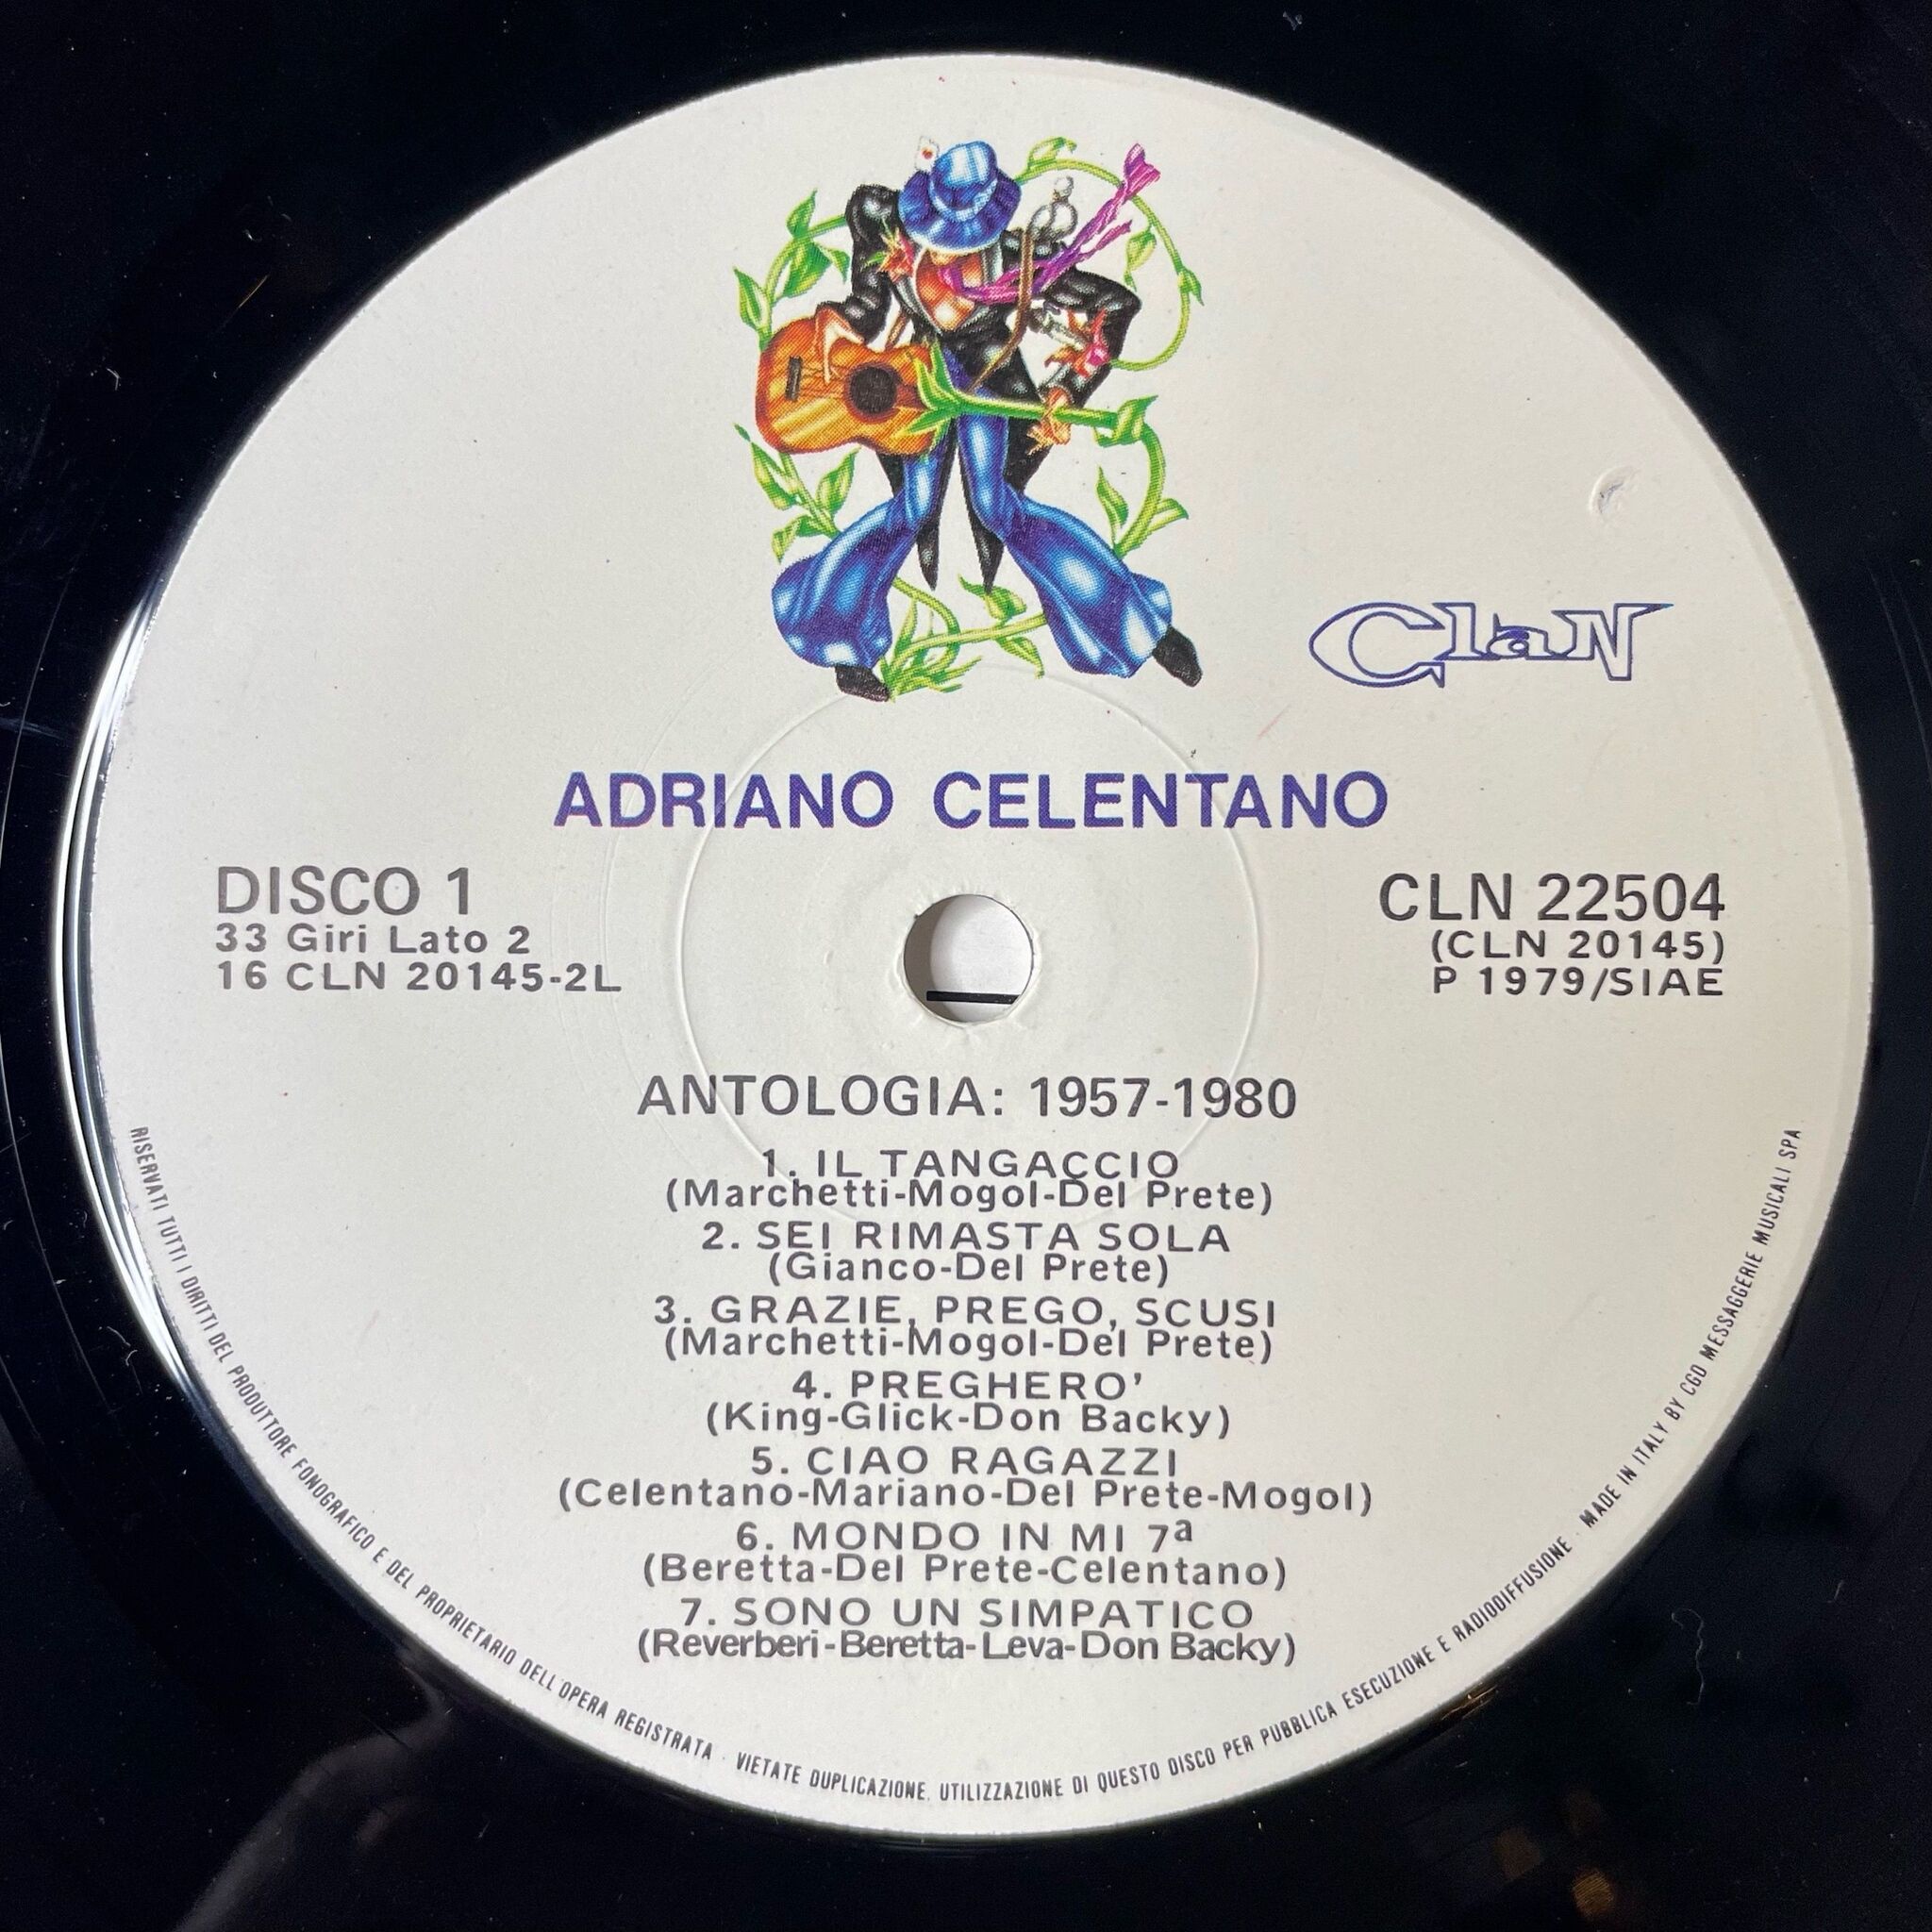 Clan
ADRIANO CELENTANO
DISCO 1
33 Giri Lato 2
16 CLN 20145-2L
CLN 22504
(CLN 20145)
P 1979/SIAE
ANTOLOGIA: 1957-1980
1. IL TANGACCIO
(Marchetti-Mogol-Del Prete)
2. SEI RIMASTA SOLA
(Gianco-Del Prete)
3. GRAZIE, PREGO, SCUSI
(Marchetti-Mogol-Del Prete)
4. PREGHERO'
(King-Glick-Don Backy)
5. CIAO RAGAZZI
(Celentano-Mariano-Del Prete-Mogol)
6. MONDO IN MI 7ª
(Beretta-Del Prete-Celentano)
7. SONO UN SIMPATICO
(Reverberi-Beretta-Leva-Don Backy)
RISERVATI TUTTI I DIRITTI DEL PRODUTTORE FONOGRAFICO E DEL PROPRIETARIO DELL'OPERA REGISTRATA · VIETATE DUPLICAZIONE, UTILIZZAZIONE DI QUESTO DISCO PER PUBBLICA ESECUZIONE E RADIODIFFUSIONE · MADE IN ITALY BY CGD MESSAGGERIE MUSICALI SPA